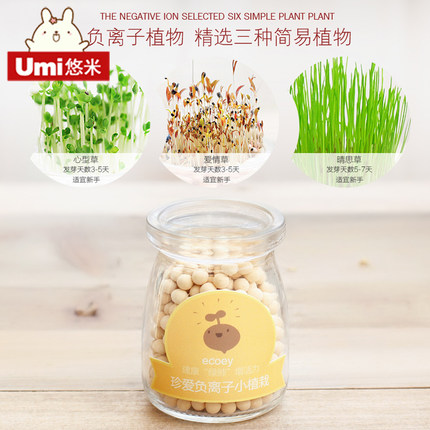 THE NEGATIVE ION SELECTED SIX SIMPLE PLANT PLANT
负离子植物 精选三种简易植物
Umi悠米
心型草
发芽天数3-5天
适宜新手
爱情草
发芽天数3-5天
适宜新手
晴思草
发芽天数5-7天
适宜新手
ecoey
珍爱负离子小植栽